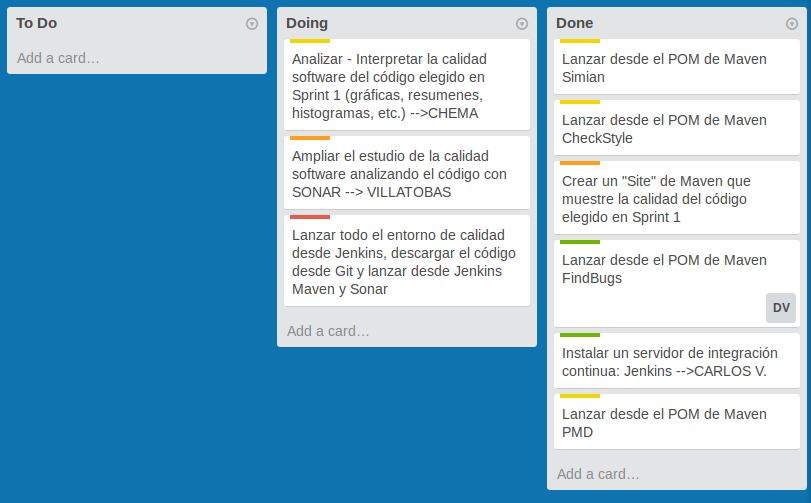 To Do
Add a card…
Doing
Analizar - Interpretar la calidad
software del código elegido en
Sprint 1 (gráficas, resumenes,
histogramas, etc.) -->CHEMA
Ampliar el estudio de la calidad
software analizando el código con
SONAR --> VILLATOBAS
Lanzar todo el entorno de calidad
desde Jenkins, descargar el código
desde Git y lanzar desde Jenkins
Maven y Sonar
Add a card…
Done
Lanzar desde el POM de Maven
Simian
Lanzar desde el POM de Maven
CheckStyle
Crear un "Site" de Maven que
muestre la calidad del código
elegido en Sprint 1
Lanzar desde el POM de Maven
FindBugs
DV
Instalar un servidor de integración
continua: Jenkins -->CARLOS V.
Lanzar desde el POM de Maven
PMD
Add a card…